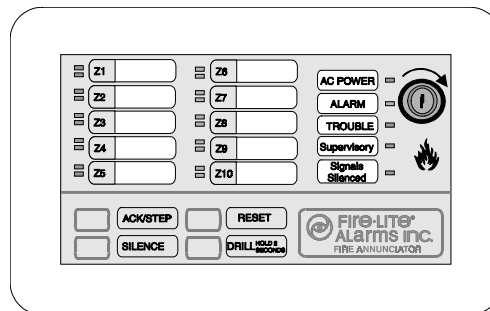 Z1
Z2
Z3
Z4
Z5
Z6
Z7
Z8
Z9
Z10
AC POWER
ALARM
TROUBLE
Supervisory
Signals
Silenced
ACK/STEP
RESET
SILENCE
DRILL HOLD 2
SECONDS
FIRE·LITE®
ALarms inc.
FIRE ANNUNCIATOR